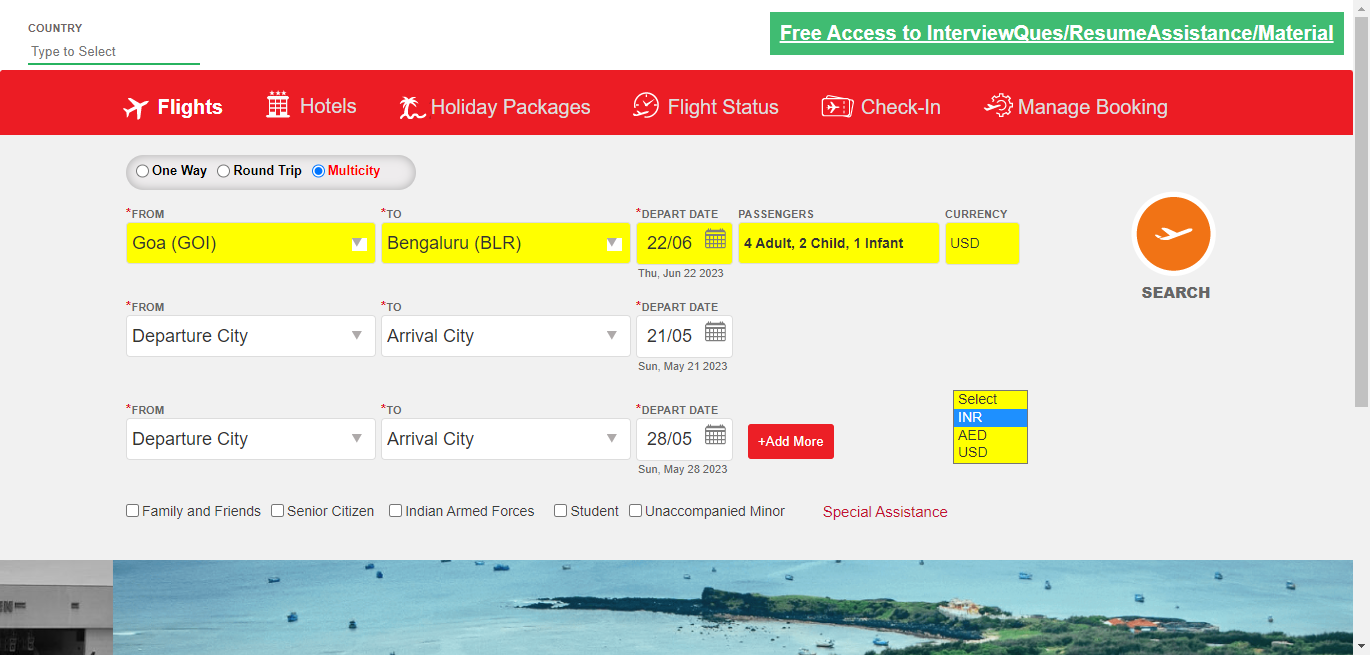 COUNTRY
Type to Select
Free Access to InterviewQues/ResumeAssistance/Material
Flights Hotels Holiday Packages Flight Status Check-In Manage Booking
One Way Round Trip Multicity
*FROM *TO *DEPART DATE PASSENGERS CURRENCY
Goa (GOI) Bengaluru (BLR) 22/06 4 Adult, 2 Child, 1 Infant USD
Thu, Jun 22 2023
SEARCH
*FROM *TO *DEPART DATE
Departure City Arrival City 21/05
Sun, May 21 2023
*FROM *TO *DEPART DATE
Departure City Arrival City 28/05 +Add More
Sun, May 28 2023
Select
INR
AED
USD
Family and Friends Senior Citizen Indian Armed Forces Student Unaccompanied Minor Special Assistance